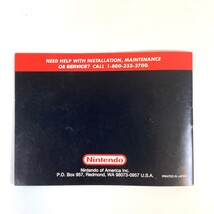 NEED HELP WITH INSTALLATION, MAINTENANCE
OR SERVICE? CALL 1-800-255-3700
Nintendo
Nintendo of America Inc.
P.O. Box 957, Redmond, WA 98073-0957 U.S.A.
PRINTED IN JAPAN